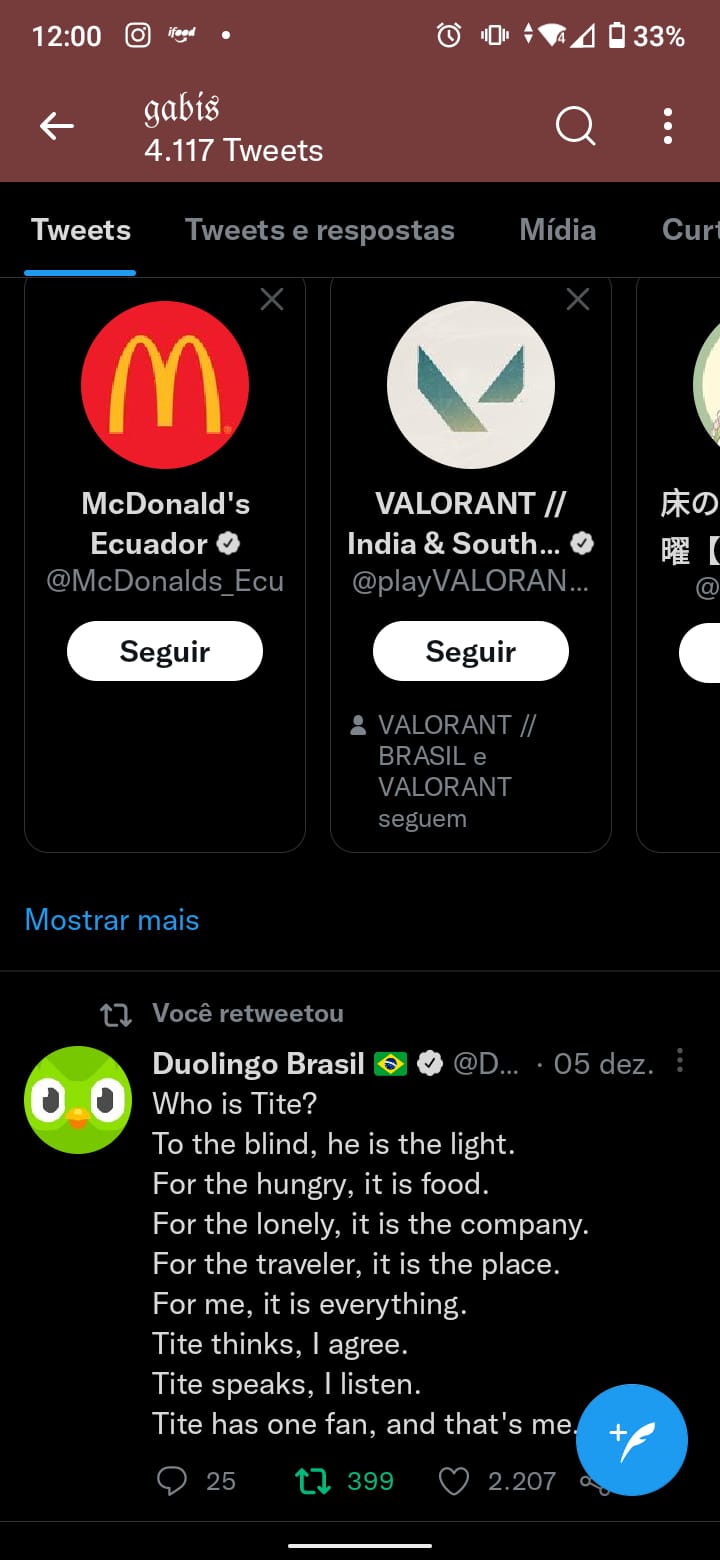 12:00 ifood 4 33%
𝔤𝔞𝔟𝔦𝔰
4.117 Tweets
Tweets Tweets e respostas Mídia Curt
McDonald's
Ecuador
@McDonalds_Ecu
Seguir
VALORANT //
India & South...
@playVALORAN...
Seguir
VALORANT //
BRASIL e
VALORANT
seguem
床の
曜【
@
Mostrar mais
Você retweetou
Duolingo Brasil 🇧🇷 @D... · 05 dez.
Who is Tite?
To the blind, he is the light.
For the hungry, it is food.
For the lonely, it is the company.
For the traveler, it is the place.
For me, it is everything.
Tite thinks, I agree.
Tite speaks, I listen.
Tite has one fan, and that's me.
25 399 2.207